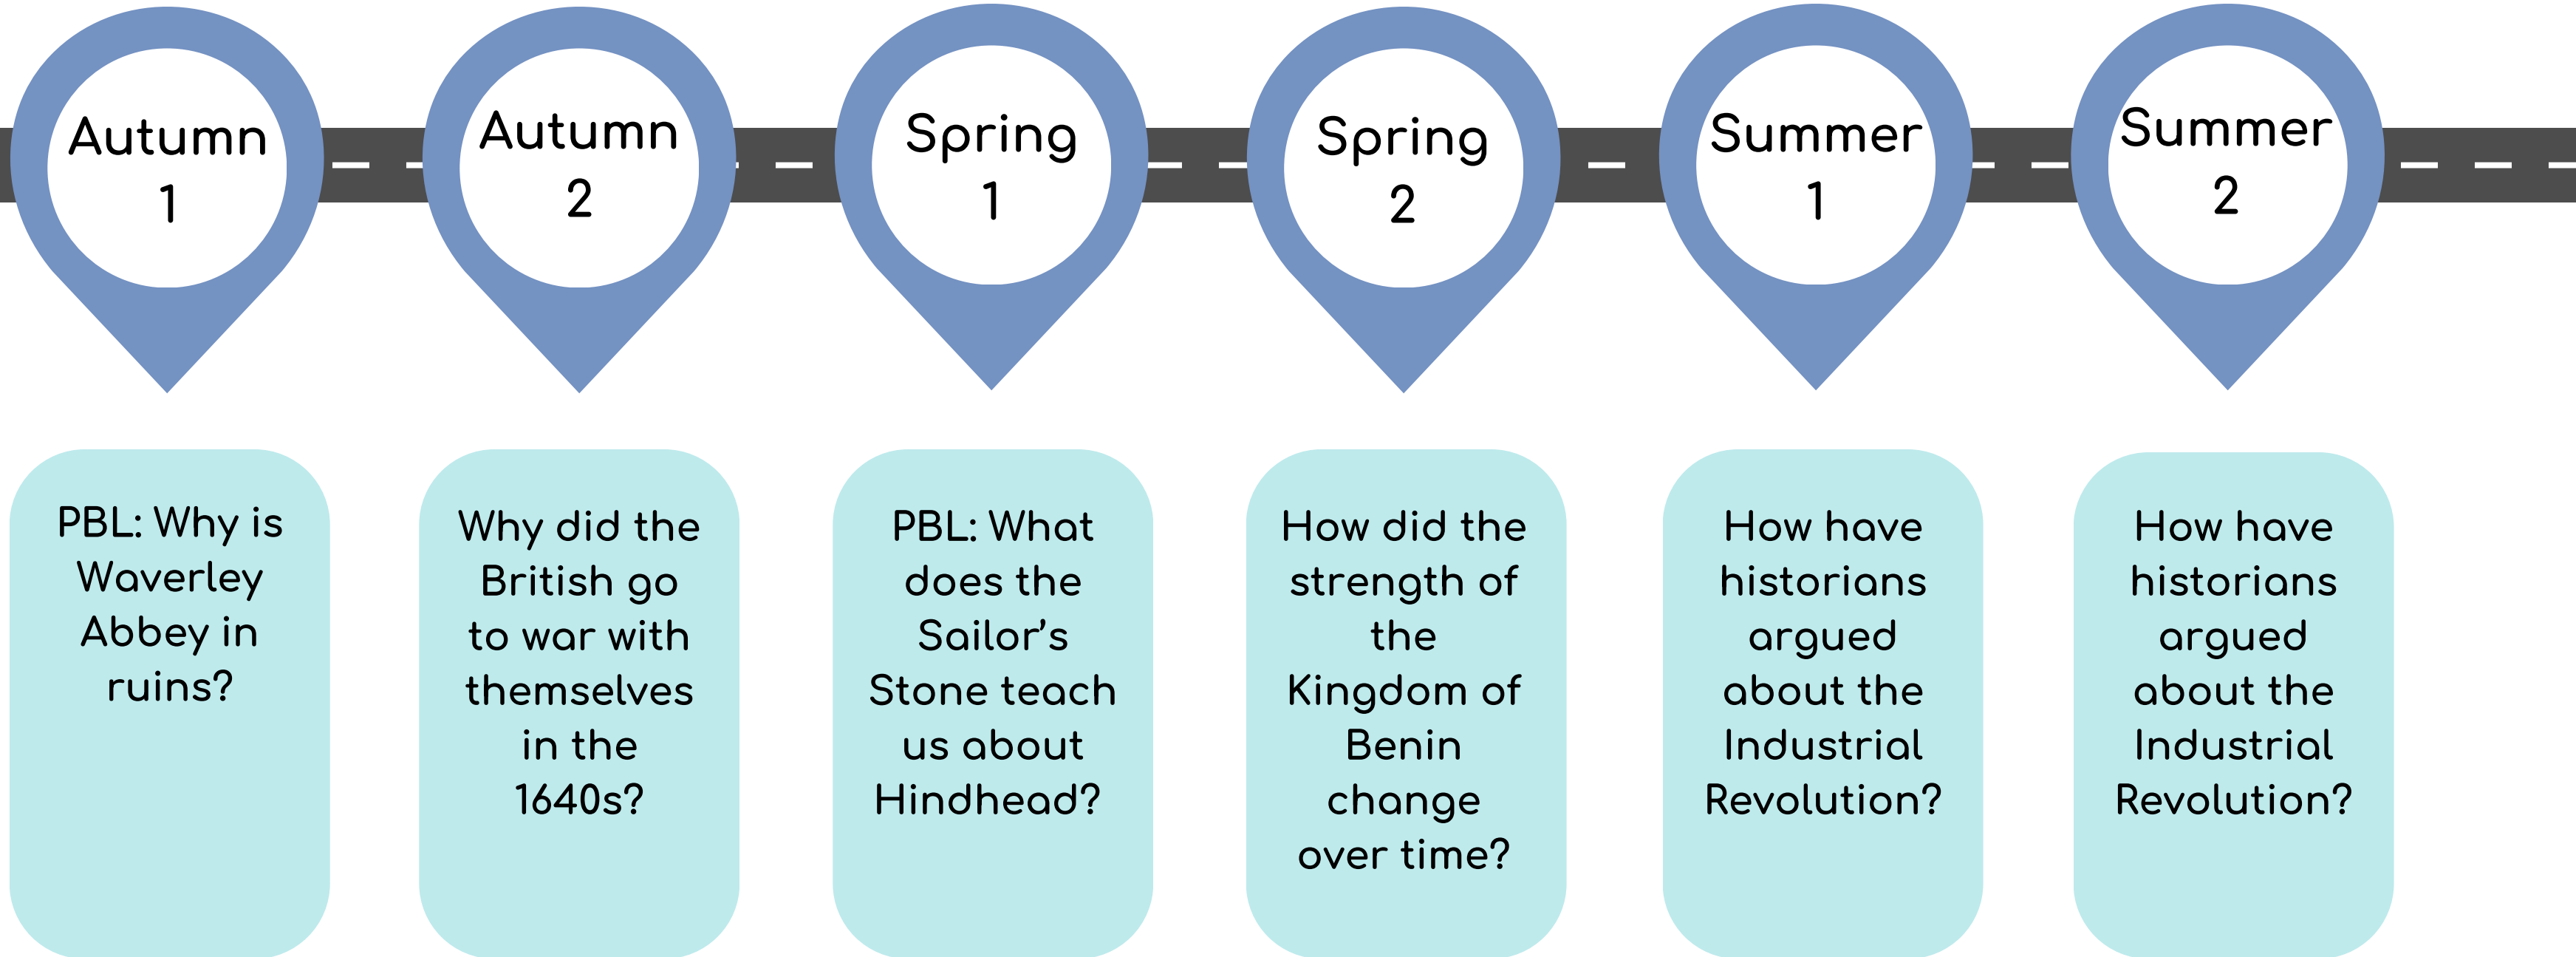 Autumn
1
Autumn
2
Spring
1
Spring
2
Summer
1
Summer
2
PBL: Why is
Waverley
Abbey in
ruins?
Why did the
British go
to war with
themselves
in the
1640s?
PBL: What
does the
Sailor’s
Stone teach
us about
Hindhead?
How did the
strength of
the
Kingdom of
Benin
change
over time?
How have
historians
argued
about the
Industrial
Revolution?
How have
historians
argued
about the
Industrial
Revolution?